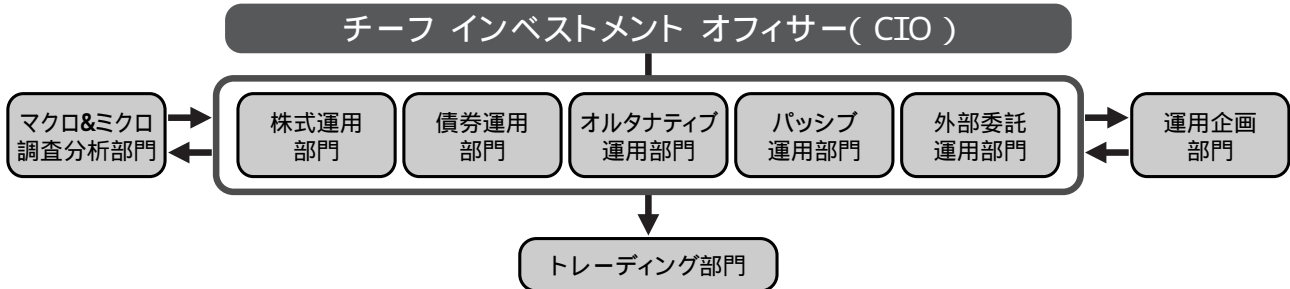 チーフ インベストメント オフィサー( CIO )
マクロ&ミクロ
調査分析部門
株式運用
部門
債券運用
部門
オルタナティブ
運用部門
パッシブ
運用部門
外部委託
運用部門
運用企画
部門
トレーディング部門